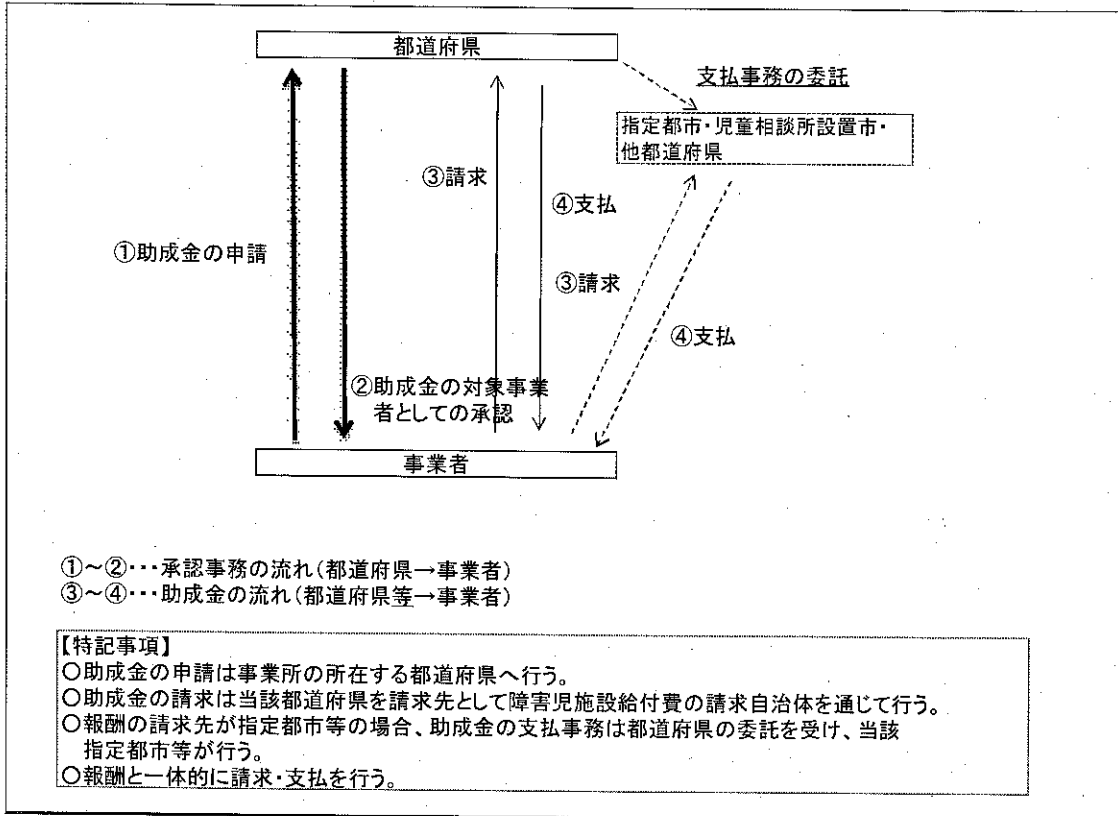 都道府県
支払事務の委託
指定都市・児童相談所設置市・
他都道府県
③請求
④支払
①助成金の申請
③請求
④支払
②助成金の対象事業
者としての承認
事業者
①～②･･･承認事務の流れ(都道府県→事業者)
③～④･･･助成金の流れ(都道府県等→事業者)
【特記事項】
○助成金の申請は事業所の所在する都道府県へ行う。
○助成金の請求は当該都道府県を請求先として障害児施設給付費の請求自治体を通じて行う。
○報酬の請求先が指定都市等の場合、助成金の支払事務は都道府県の委託を受け、当該
指定都市等が行う。
○報酬と一体的に請求・支払を行う。